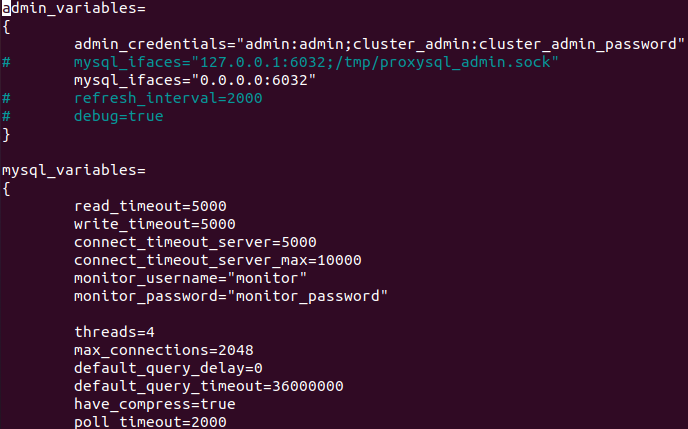 admin_variables=
{
        admin_credentials="admin:admin;cluster_admin:cluster_admin_password"
#       mysql_ifaces="127.0.0.1:6032;/tmp/proxysql_admin.sock"
        mysql_ifaces="0.0.0.0:6032"
#       refresh_interval=2000
#       debug=true
}

mysql_variables=
{
        read_timeout=5000
        write_timeout=5000
        connect_timeout_server=5000
        connect_timeout_server_max=10000
        monitor_username="monitor"
        monitor_password="monitor_password"

        threads=4
        max_connections=2048
        default_query_delay=0
        default_query_timeout=36000000
        have_compress=true
        poll_timeout=2000